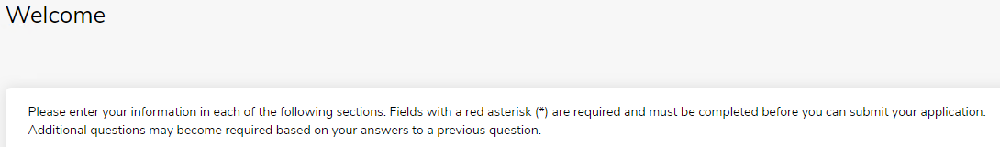 Welcome
Please enter your information in each of the following sections. Fields with a red asterisk (*) are required and must be completed before you can submit your application.
Additional questions may become required based on your answers to a previous question.